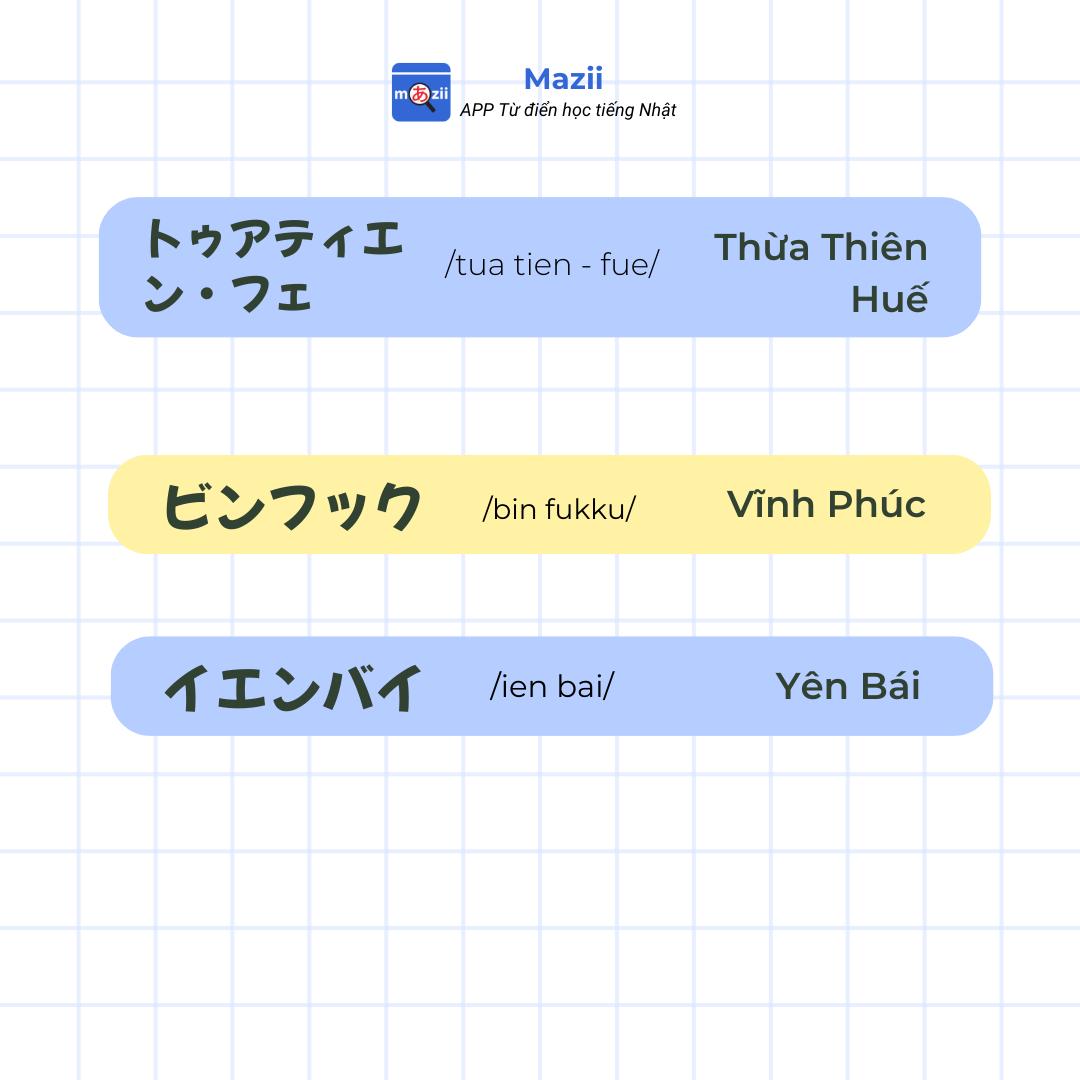 mあzii
Mazii
APP Từ điển học tiếng Nhật
トゥアティエ
ン・フェ
/tua tien - fue/
Thừa Thiên
Huế
ビンフック
/bin fukku/
Vĩnh Phúc
イエンバイ
/ien bai/
Yên Bái